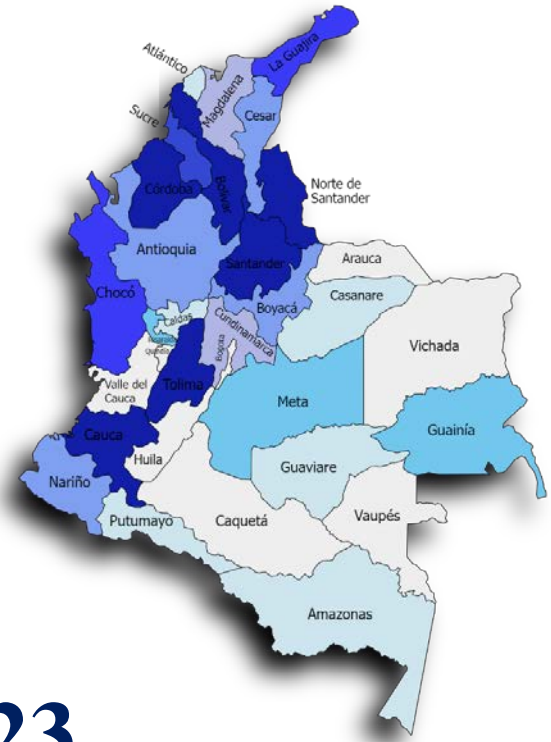 La Guajira
Atlántico
Magdalena
Cesar
Sucre
Norte de
Santander
Córdoba
Bolívar
Antioquia
Santander
Arauca
Chocó
Boyacá
Casanare
Caldas
Cundinamarca
Bogotá
Quindío
Vichada
Valle del
Cauca
Tolima
Meta
Guainía
Cauca
Huila
Guaviare
Nariño
Putumayo
Caquetá
Vaupés
Amazonas
23